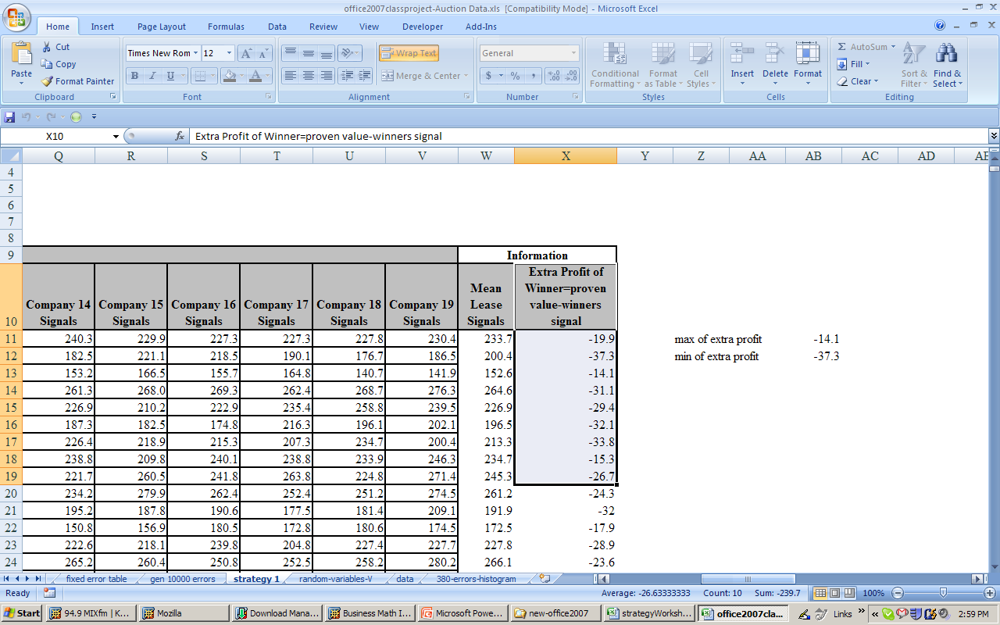 office2007classproject-Auction Data.xls [Compatibility Mode] - Microsoft Excel
Home Insert Page Layout Formulas Data Review View Developer Add-Ins
Paste Cut Times New Rom 12 A A Wrap Text General Conditional Formatting Format as Table Cell Styles Insert Delete Format Σ AutoSum Sort & Filter Find & Select
Copy B I U A Merge & Center $ % , .00 .0 Fill
Format Painter Clear
Clipboard Font Alignment Number Styles Cells Editing
X10 fx Extra Profit of Winner=proven value-winners signal
Q R S T U V W X Y Z AA AB AC AD AE
4
5
6
7
8
9 Information
10 Company 14 Signals Company 15 Signals Company 16 Signals Company 17 Signals Company 18 Signals Company 19 Signals Mean Lease Signals Extra Profit of Winner=proven value-winners signal
11 240.3 229.9 227.3 227.3 227.8 230.4 233.7 -19.9 max of extra profit -14.1
12 182.5 221.1 218.5 190.1 176.7 186.5 200.4 -37.3 min of extra profit -37.3
13 153.2 166.5 155.7 164.8 140.7 141.9 152.6 -14.1
14 261.3 268.0 269.3 262.4 268.7 276.3 264.6 -31.1
15 226.9 210.2 222.9 235.4 258.8 239.5 226.9 -29.4
16 187.3 182.5 174.8 216.3 196.1 202.1 196.5 -32.1
17 226.4 218.9 215.3 207.3 234.7 200.4 213.3 -33.8
18 238.8 209.8 240.1 238.8 233.9 246.3 234.7 -15.3
19 221.7 260.5 241.8 263.8 224.8 271.4 245.3 -26.7
20 234.2 279.9 262.4 252.4 251.2 274.5 261.2 -24.3
21 195.2 187.8 190.6 177.5 181.4 209.1 191.9 -32
22 150.8 156.9 180.5 172.8 180.6 174.5 172.5 -17.9
23 222.6 218.1 239.8 204.8 227.4 227.7 227.8 -28.9
24 265.2 260.4 250.8 252.5 258.2 280.2 266.1 -23.6
fixed error table gen 10000 errors strategy 1 random-variables-V data 380-errors-histogram
Ready Average: -26.63333333 Count: 10 Sum: -239.7 100%
Start 94.9 MIXfm | K... Mozilla Download Mana... Business Math I... Microsoft Powe... new-office2007 strategyWorksh... office2007cla... Links » « 2:59 PM